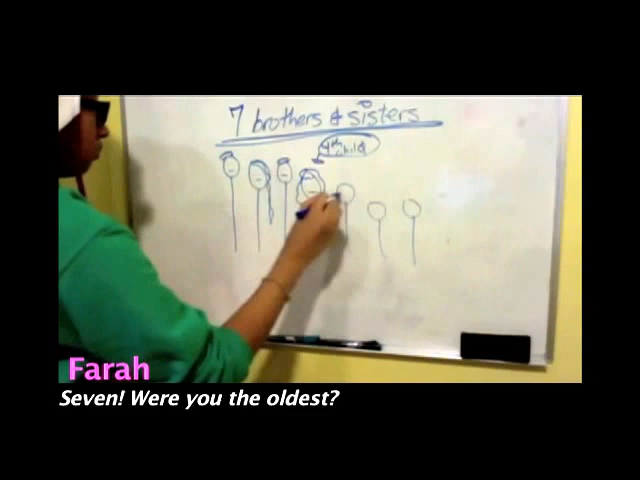 7 brothers & sisters
4th child
Farah
Seven! Were you the oldest?